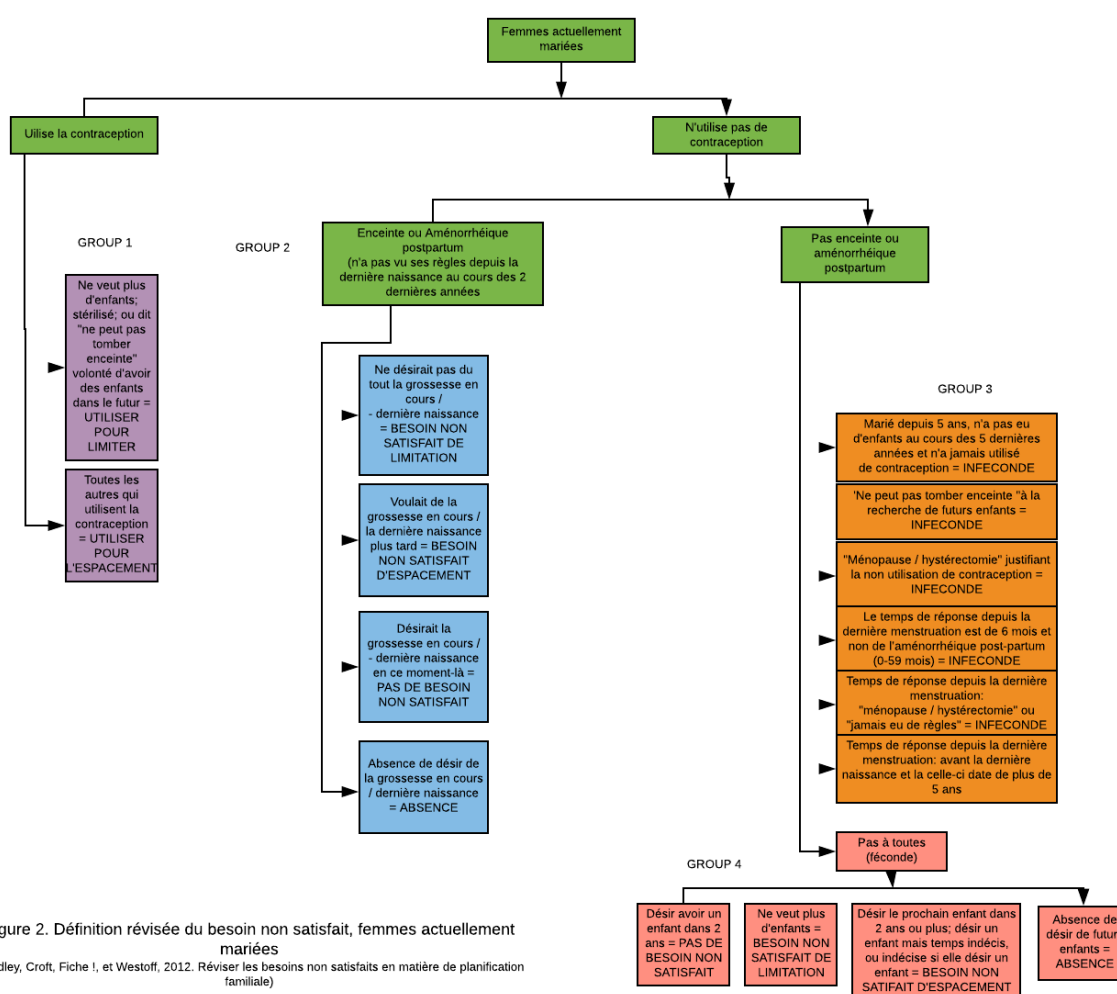 Femmes actuellement
mariées
Uilise la contraception
N'utilise pas de
contraception
GROUP 1
Ne veut plus
d'enfants;
stérilisé; ou dit
"ne peut pas
tomber
enceinte"
volonté d'avoir
des enfants
dans le futur =
UTILISER
POUR
LIMITER
Toutes les
autres qui
utilisent la
contraception
= UTILISER
POUR
L'ESPACEMENT
GROUP 2
Enceinte ou Aménorrhéique
postpartum
(n'a pas vu ses règles depuis la
dernière naissance au cours des 2
dernières années
Ne désirait pas du
tout la grossesse en
cours /
- dernière naissance
= BESOIN NON
SATISFAIT DE
LIMITATION
Voulait de la
grossesse en cours /
la dernière naissance
plus tard = BESOIN
NON SATISFAIT
D'ESPACEMENT
Désirait la
grossesse en cours /
- dernière naissance
en ce moment-là =
PAS DE BESOIN
NON SATISFAIT
Absence de désir de
la grossesse en cours
/ dernière naissance
= ABSENCE
Pas enceinte ou
aménorrhéique
postpartum
GROUP 3
Marié depuis 5 ans, n'a pas eu
d'enfants au cours des 5 dernières
années et n'a jamais utilisé
de contraception = INFECONDE
'Ne peut pas tomber enceinte "à la
recherche de futurs enfants =
INFECONDE
"Ménopause / hystérectomie" justifiant
la non utilisation de contraception =
INFECONDE
Le temps de réponse depuis la
dernière menstruation est de 6 mois et
non de l'aménorrhéique post-partum
(0-59 mois) = INFECONDE
Temps de réponse depuis la dernière
menstruation:
"ménopause / hystérectomie" ou
"jamais eu de règles" = INFECONDE
Temps de réponse depuis la dernière
menstruation: avant la dernière
naissance et la celle-ci date de plus de
5 ans
Pas à toutes
(féconde)
GROUP 4
Désir avoir un
enfant dans 2
ans = PAS DE
BESOIN NON
SATISFAIT
Ne veut plus
d'enfants =
BESOIN NON
SATISFAIT DE
LIMITATION
Désir le prochain enfant dans
2 ans ou plus; désir un
enfant mais temps indécis,
ou indécise si elle désir un
enfant = BESOIN NON
SATIFAIT D'ESPACEMENT
Absence de
désir de futur
enfants =
ABSENCE
gure 2. Définition révisée du besoin non satisfait, femmes actuellement
mariées
dley, Croft, Fiche !, et Westoff, 2012. Réviser les besoins non satisfaits en matière de planification
familiale)